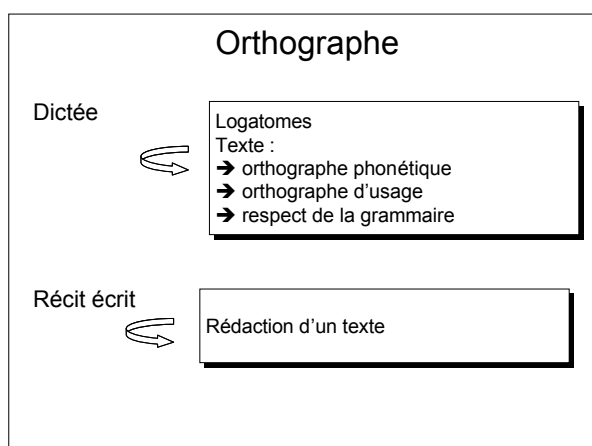 Orthographe
Dictée
Logatomes
Texte :
➔ orthographe phonétique
➔ orthographe d'usage
➔ respect de la grammaire
Récit écrit
Rédaction d'un texte